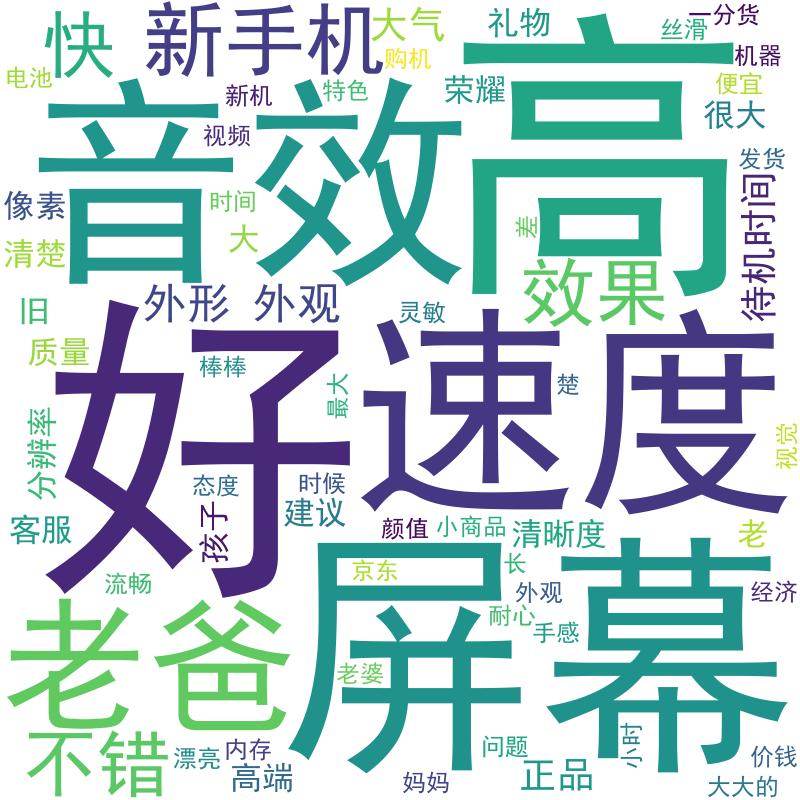 快
新手机
大气
礼物
丝滑
一分货
电池
购机
机器
新机
特色
荣耀
便宜
音效
高
视频
很大
像素
时间
发货
清楚
大
差
待机时间
效果
外形 外观
旧
灵敏
好
速度
质量
棒棒
最大
楚
分辨率
视觉
态度
时候
孩子
建议
客服
颜值
小商品
清晰度
老
屏幕
京东
长
流畅
外观
经济
老爸
耐心
手感
老婆
不错
漂亮
内存
问题
小时
价钱
高端
妈妈
正品
大大的